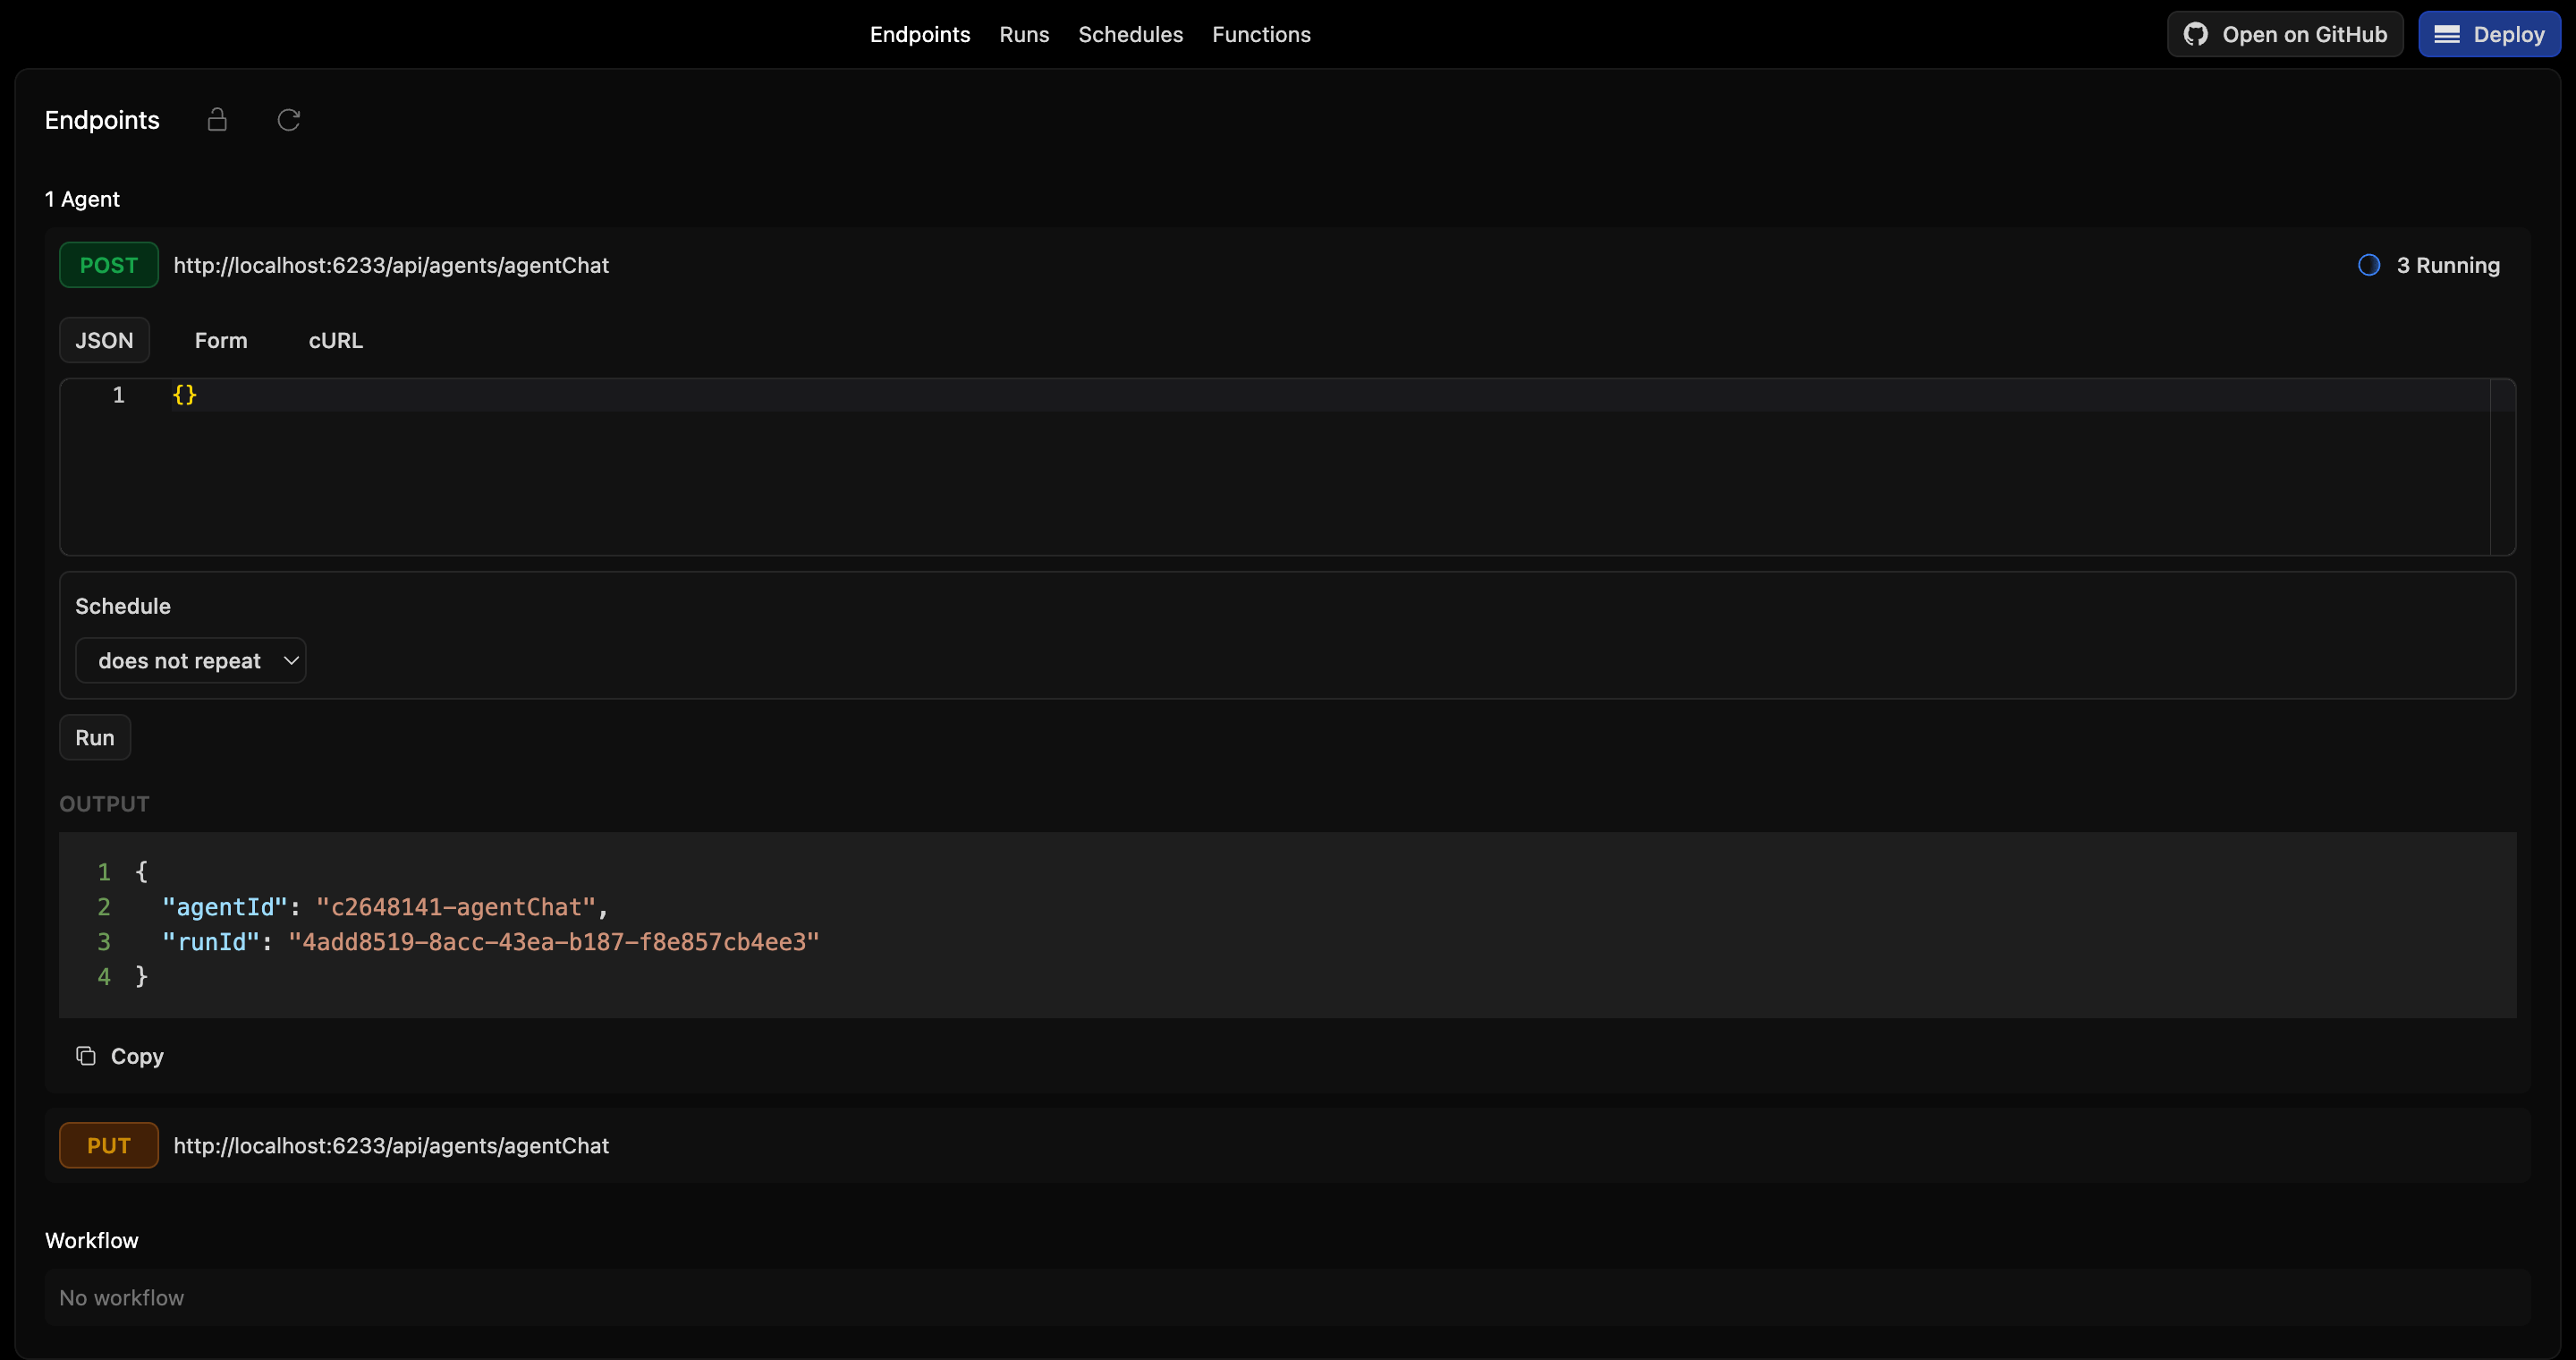 Endpoints Runs Schedules Functions Open on GitHub Deploy
Endpoints
1 Agent
POST http://localhost:6233/api/agents/agentChat 3 Running
JSON Form cURL
1 {}
Schedule
does not repeat
Run
OUTPUT
1 {
2 "agentId": "c2648141-agentChat",
3 "runId": "4add8519-8acc-43ea-b187-f8e857cb4ee3"
4 }
Copy
PUT http://localhost:6233/api/agents/agentChat
Workflow
No workflow